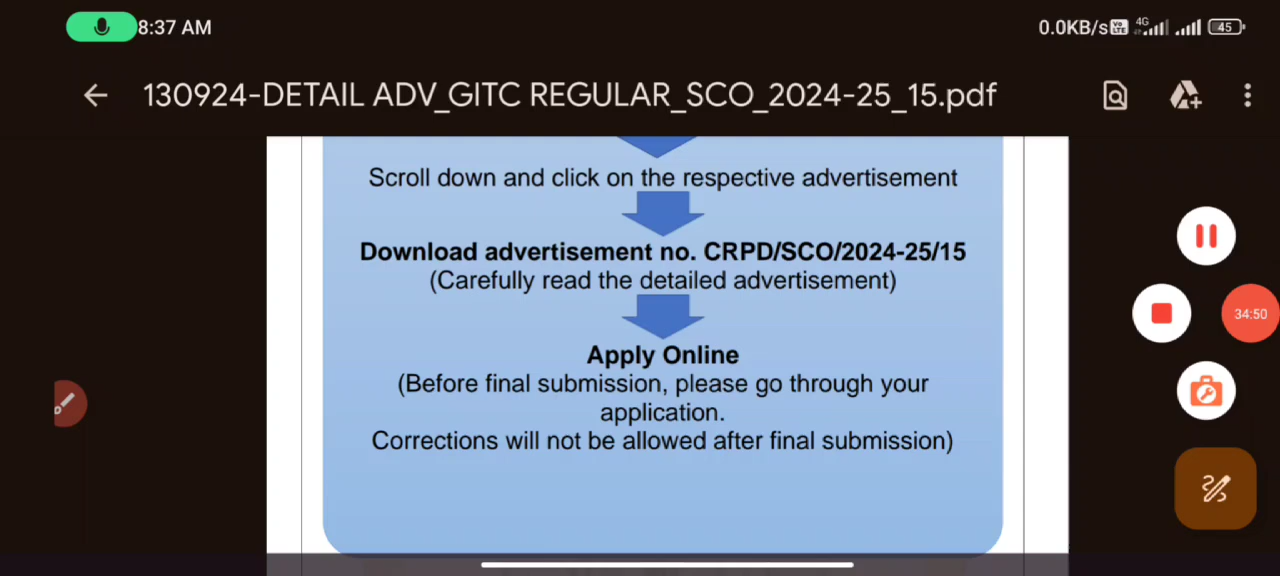 8:37 AM
0.0KB/s Vo LTE 4G 45
130924-DETAIL ADV_GITC REGULAR_SCO_2024-25_15.pdf
Scroll down and click on the respective advertisement
Download advertisement no. CRPD/SCO/2024-25/15
(Carefully read the detailed advertisement)
34:50
Apply Online
(Before final submission, please go through your
application.
Corrections will not be allowed after final submission)